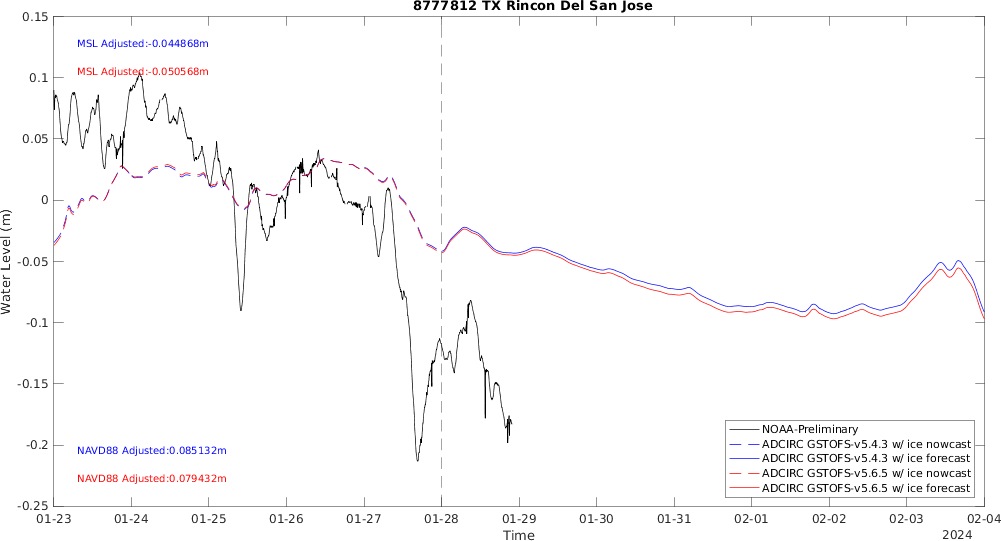 8777812 TX Rincon Del San Jose
0.15
0.1
0.05
0
-0.05
-0.1
-0.15
-0.2
-0.25
Water Level (m)
MSL Adjusted:-0.044868m
MSL Adjusted:-0.050568m
NAVD88 Adjusted:0.085132m
NAVD88 Adjusted:0.079432m
NOAA-Preliminary
ADCIRC GSTOFS-v5.4.3 w/ ice nowcast
ADCIRC GSTOFS-v5.4.3 w/ ice forecast
ADCIRC GSTOFS-v5.6.5 w/ ice nowcast
ADCIRC GSTOFS-v5.6.5 w/ ice forecast
01-23 01-24 01-25 01-26 01-27 01-28 01-29 01-30 01-31 02-01 02-02 02-03 02-04
Time
2024